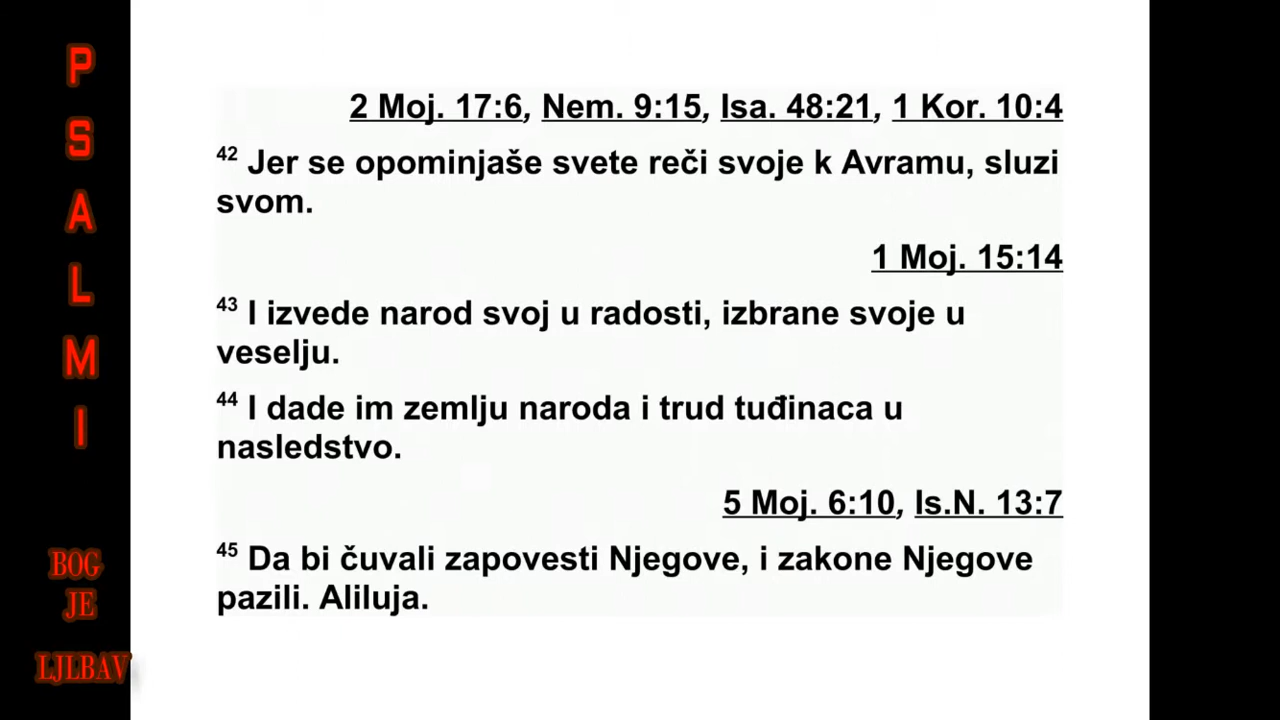 P
S
A
L
M
I
BOG
JE
LJLBAV
2 Moj. 17:6, Nem. 9:15, Isa. 48:21, 1 Kor. 10:4
42 Jer se opominjaše svete reči svoje k Avramu, sluzi
svom.
1 Moj. 15:14
43 I izvede narod svoj u radosti, izbrane svoje u
veselju.
44 I dade im zemlju naroda i trud tuđinaca u
nasledstvo.
5 Moj. 6:10, Is.N. 13:7
45 Da bi čuvali zapovesti Njegove, i zakone Njegove
pazili. Aliluja.